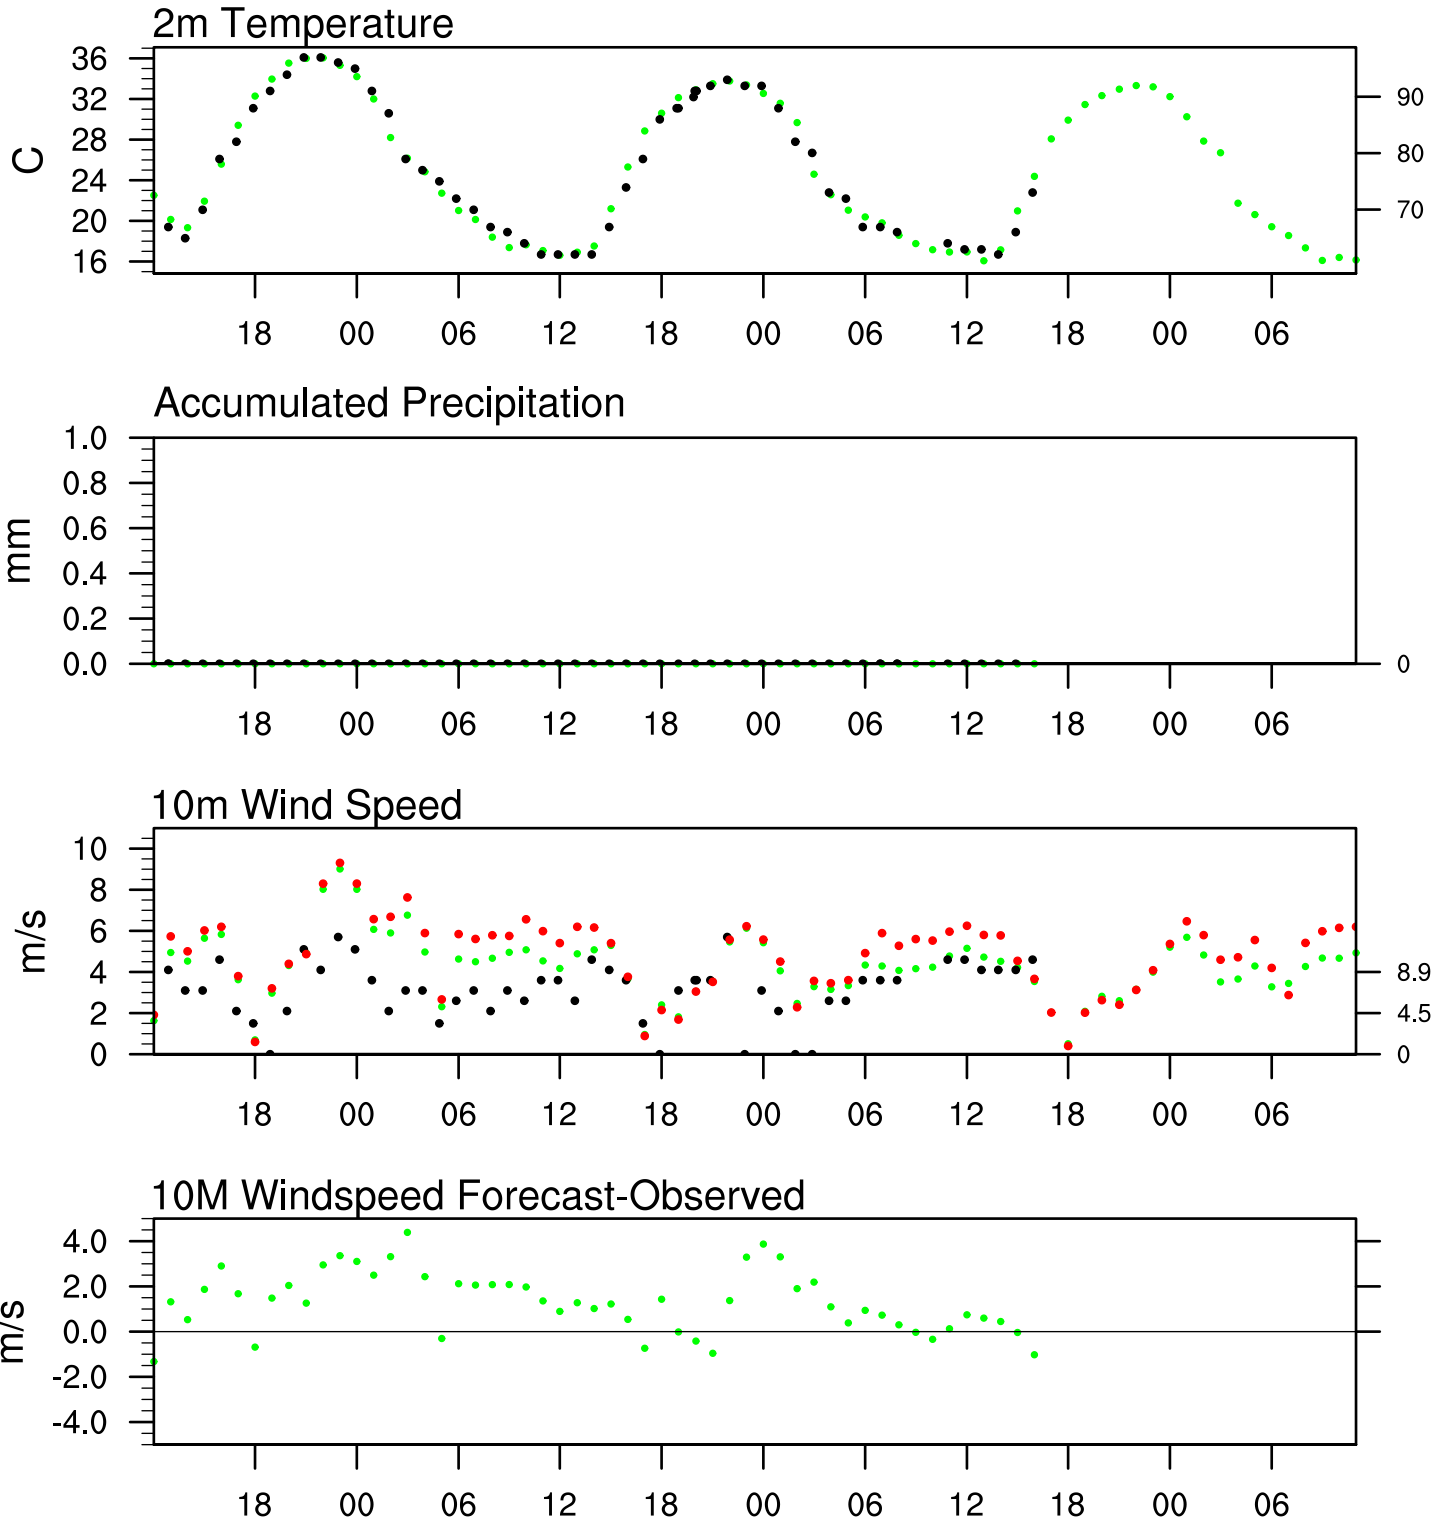 2m Temperature
36
32
28
24
20
16
C
90
80
70
18 00 06 12 18 00 06 12 18 00 06
Accumulated Precipitation
1.0
0.8
0.6
0.4
0.2
0.0
mm
0
18 00 06 12 18 00 06 12 18 00 06
10m Wind Speed
10
8
6
4
2
0
m/s
8.9
4.5
0
18 00 06 12 18 00 06 12 18 00 06
10M Windspeed Forecast-Observed
4.0
2.0
0.0
-2.0
-4.0
m/s
18 00 06 12 18 00 06 12 18 00 06